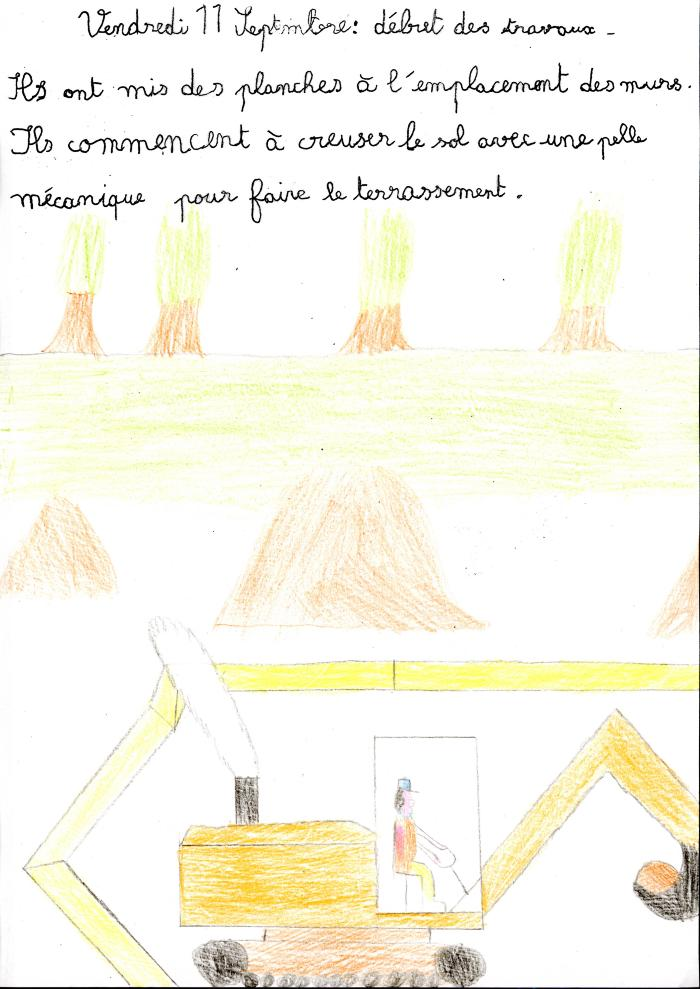 Vendredi 11 Septembre: début des travaux -
Ils ont mis des planches à l'emplacement des murs.
Ils commencent à creuser le sol avec une pelle
mécanique pour faire le terrassement.